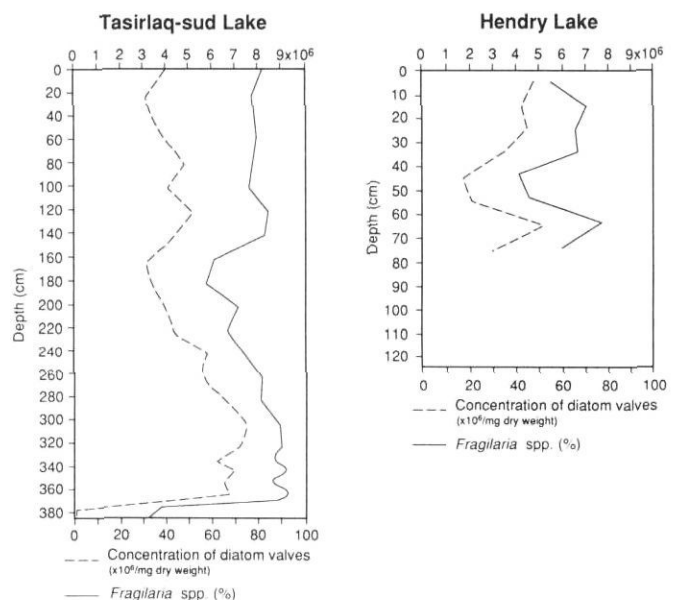 Tasirlaq-sud Lake
0 1 2 3 4 5 6 7 8 9x10⁶
Depth (cm)
0
20
40
60
80
100
120
140
160
180
200
220
240
260
280
300
320
340
360
380
0 20 40 60 80 100
Concentration of diatom valves
(x10⁶/mg dry weight)
Fragilaria spp. (%)
Hendry Lake
0 1 2 3 4 5 6 7 8 9x10⁶
Depth (cm)
0
10
20
30
40
50
60
70
80
90
100
110
120
0 20 40 60 80 100
Concentration of diatom valves
(x10⁶/mg dry weight)
Fragilaria spp. (%)